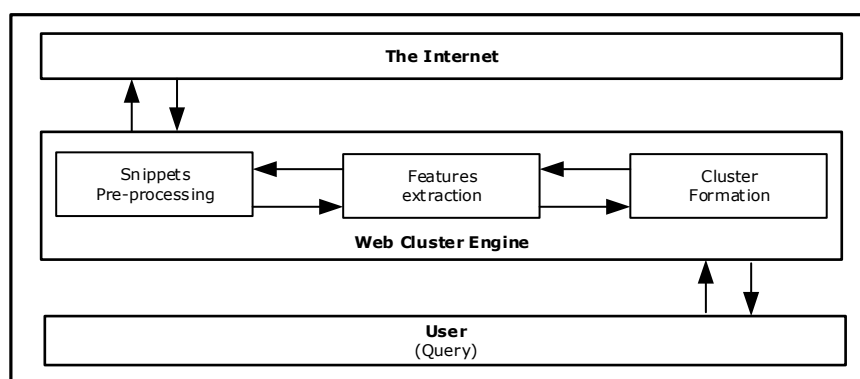 The Internet
Snippets
Pre-processing
Features
extraction
Cluster
Formation
Web Cluster Engine
User
(Query)